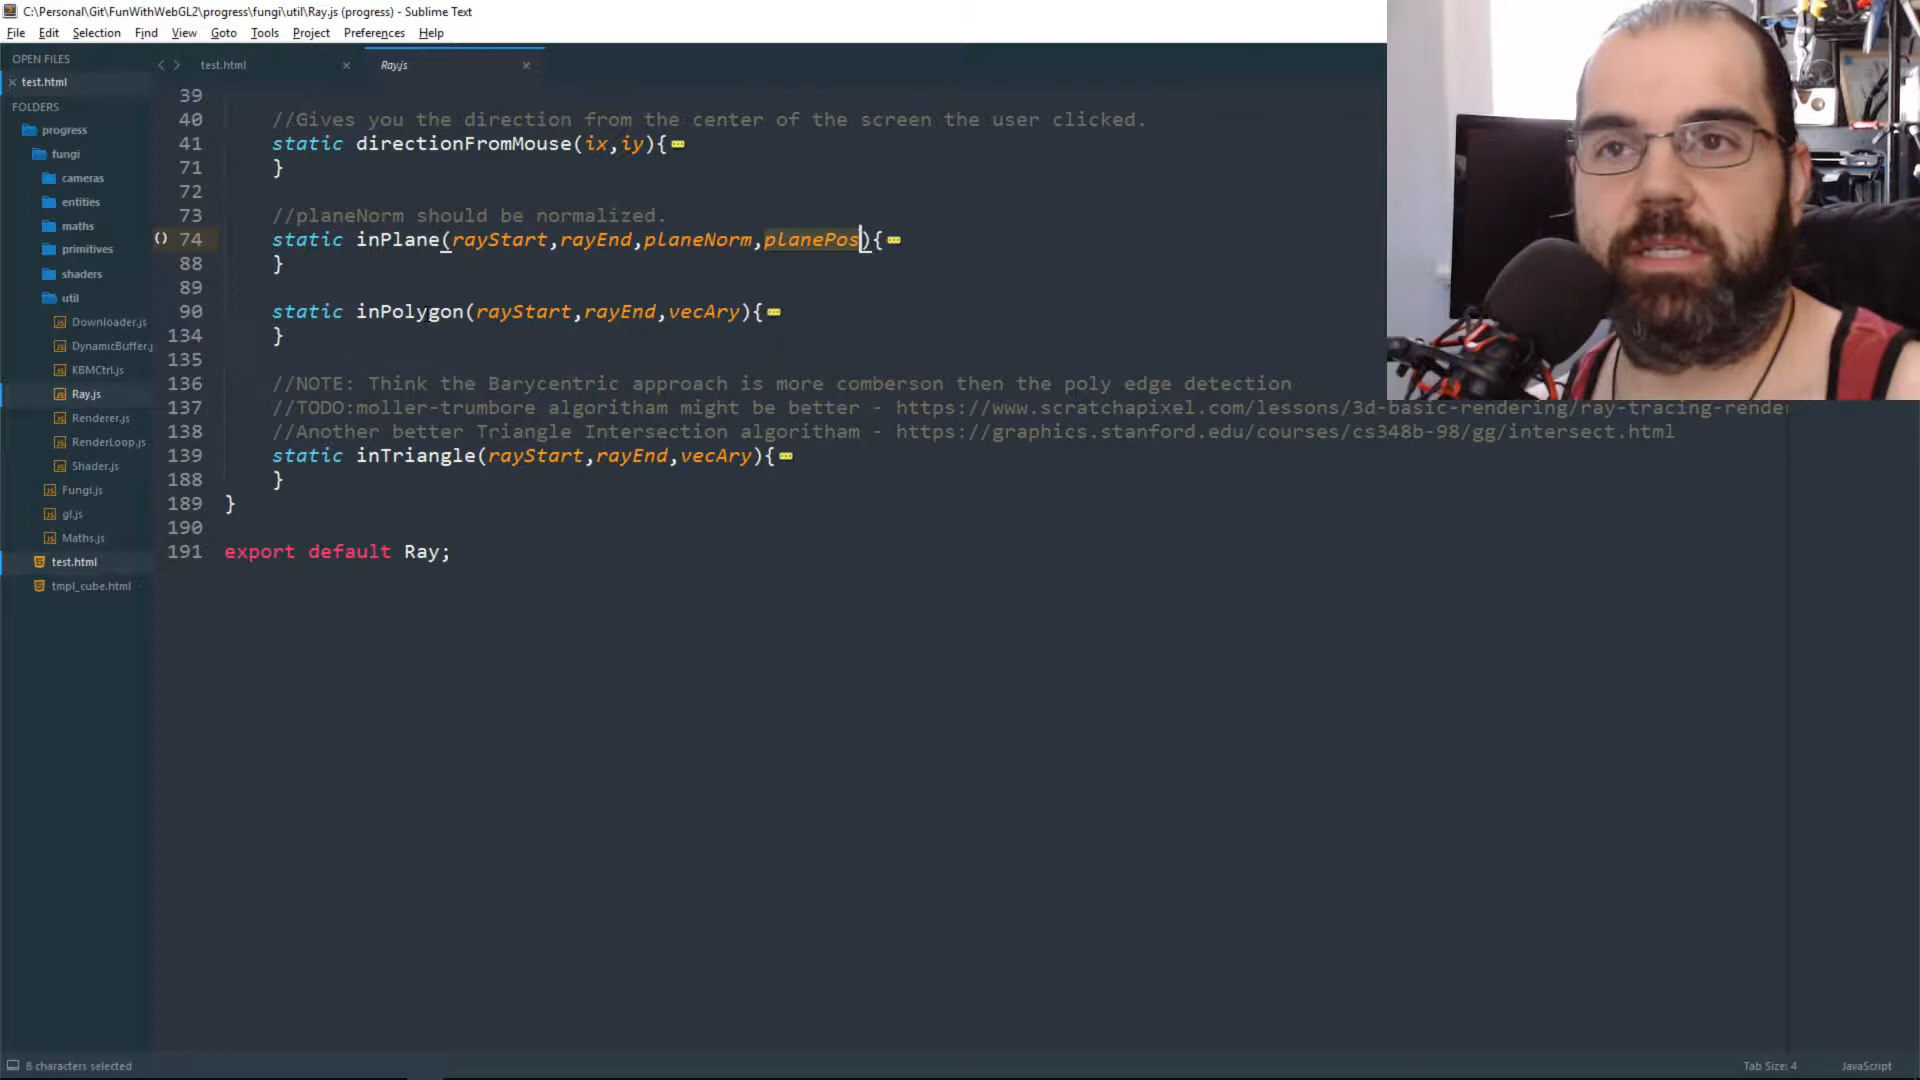 C:\Personal\Git\FunWithWebGL2\progress\fungi\util\Ray.js (progress) - Sublime Text
File Edit Selection Find View Goto Tools Project Preferences Help
OPEN FILES
test.html
FOLDERS
progress
fungi
cameras
entities
maths
primitives
shaders
util
Downloader.js
DynamicBuffer.j
KBMCtrl.js
Ray.js
Renderer.js
RenderLoop.js
Shader.js
Fungi.js
gl.js
Maths.js
test.html
tmpl_cube.html
test.html
Ray.js
39
40 //Gives you the direction from the center of the screen the user clicked.
41 static directionFromMouse(ix,iy){
71 }
72
73 //planeNorm should be normalized.
() 74 static inPlane(rayStart,rayEnd,planeNorm,planePos){
88 }
89
90 static inPolygon(rayStart,rayEnd,vecAry){
134 }
135
136 //NOTE: Think the Barycentric approach is more comberson then the poly edge detection
137 //TODO:moller-trumbore algoritham might be better - https://www.scratchapixel.com/lessons/3d-basic-rendering/ray-tracing-rende
138 //Another better Triangle Intersection algoritham - https://graphics.stanford.edu/courses/cs348b-98/gg/intersect.html
139 static inTriangle(rayStart,rayEnd,vecAry){
188 }
189 }
190
191 export default Ray;
8 characters selected
Tab Size: 4
JavaScript